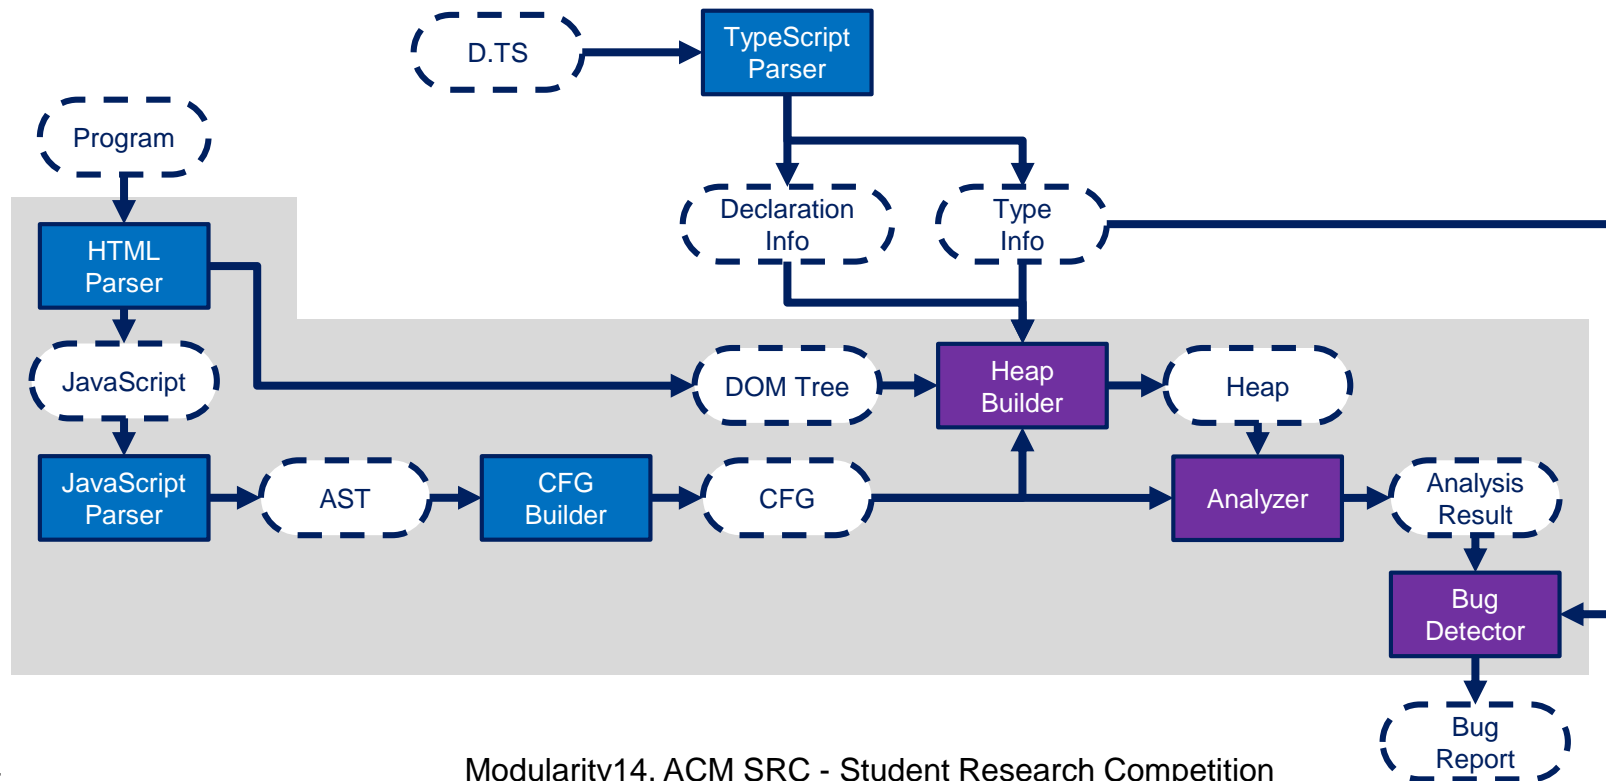 D.TS
TypeScript
Parser
Program
Declaration
Info
Type
Info
HTML
Parser
JavaScript
DOM Tree
Heap
Builder
Heap
JavaScript
Parser
AST
CFG
Builder
CFG
Analyzer
Analysis
Result
Bug
Detector
Bug
Report
Modularity14, ACM SRC - Student Research Competition